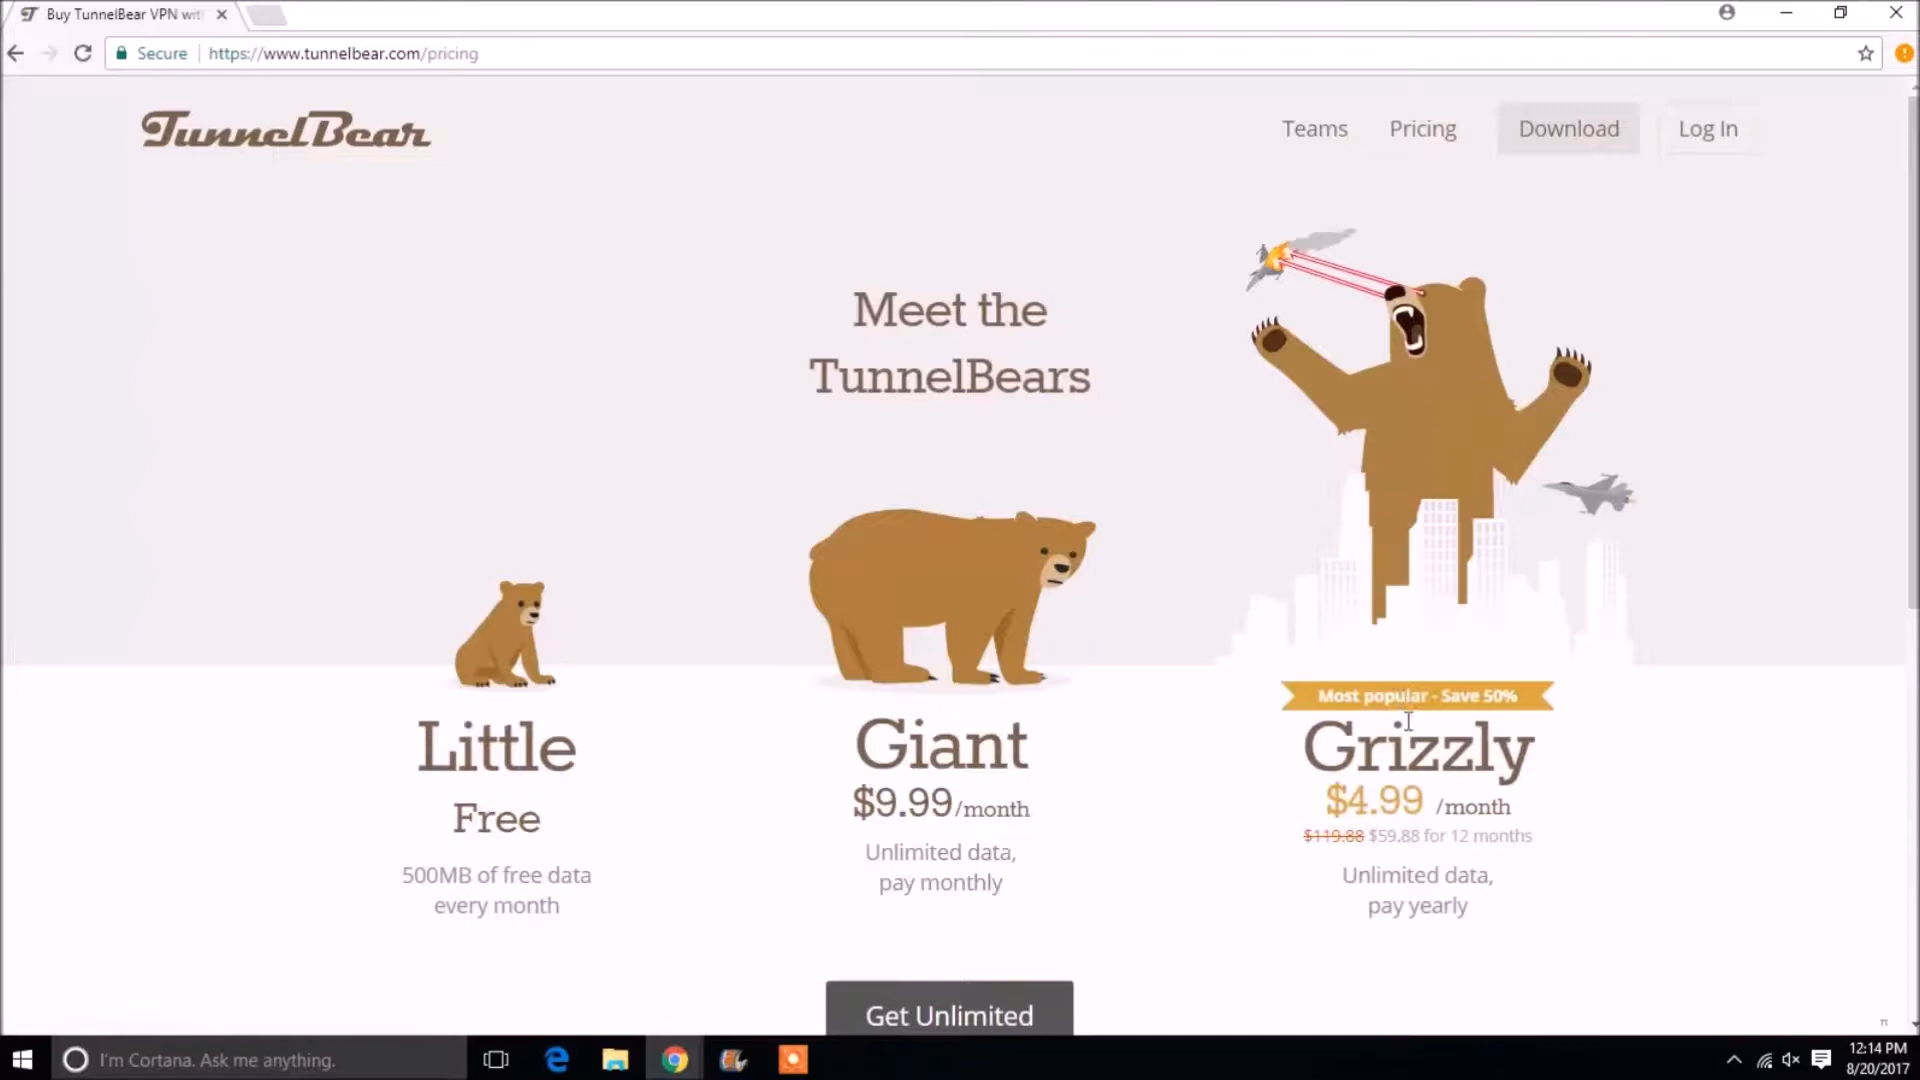 Buy TunnelBear VPN wit
Secure
https://www.tunnelbear.com/pricing
TunnelBear
Teams
Pricing
Download
Log In
Meet the
TunnelBears
Little
Free
500MB of free data
every month
Giant
$9.99/month
Unlimited data,
pay monthly
Most popular - Save 50%
Grizzly
$4.99 /month
$119.88 $59.88 for 12 months
Unlimited data,
pay yearly
Get Unlimited
I'm Cortana. Ask me anything.
12:14 PM
8/20/2017